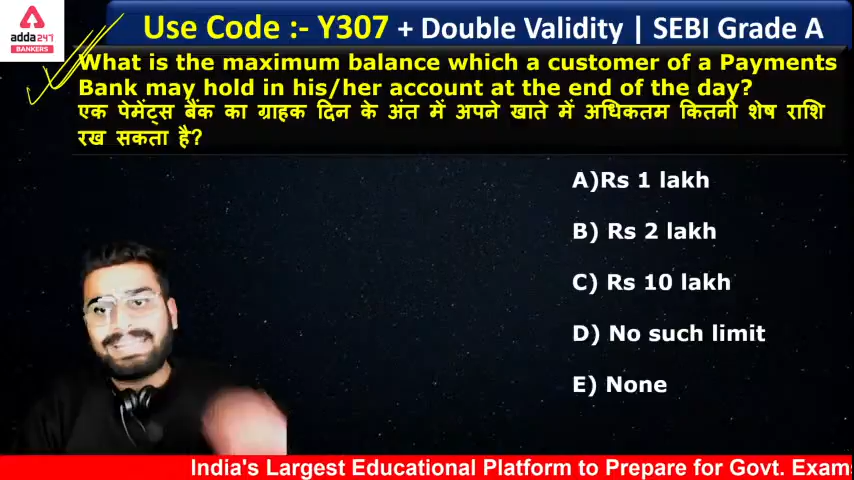 adda247
BANKERS
Use Code :- Y307 + Double Validity | SEBI Grade A
What is the maximum balance which a customer of a Payments
Bank may hold in his/her account at the end of the day?
एक पेमेंट्स बैंक का ग्राहक दिन के अंत में अपने खाते में अधिकतम कितनी शेष राशि
रख सकता है?
A)Rs 1 lakh
B) Rs 2 lakh
C) Rs 10 lakh
D) No such limit
E) None
India's Largest Educational Platform to Prepare for Govt. Exams